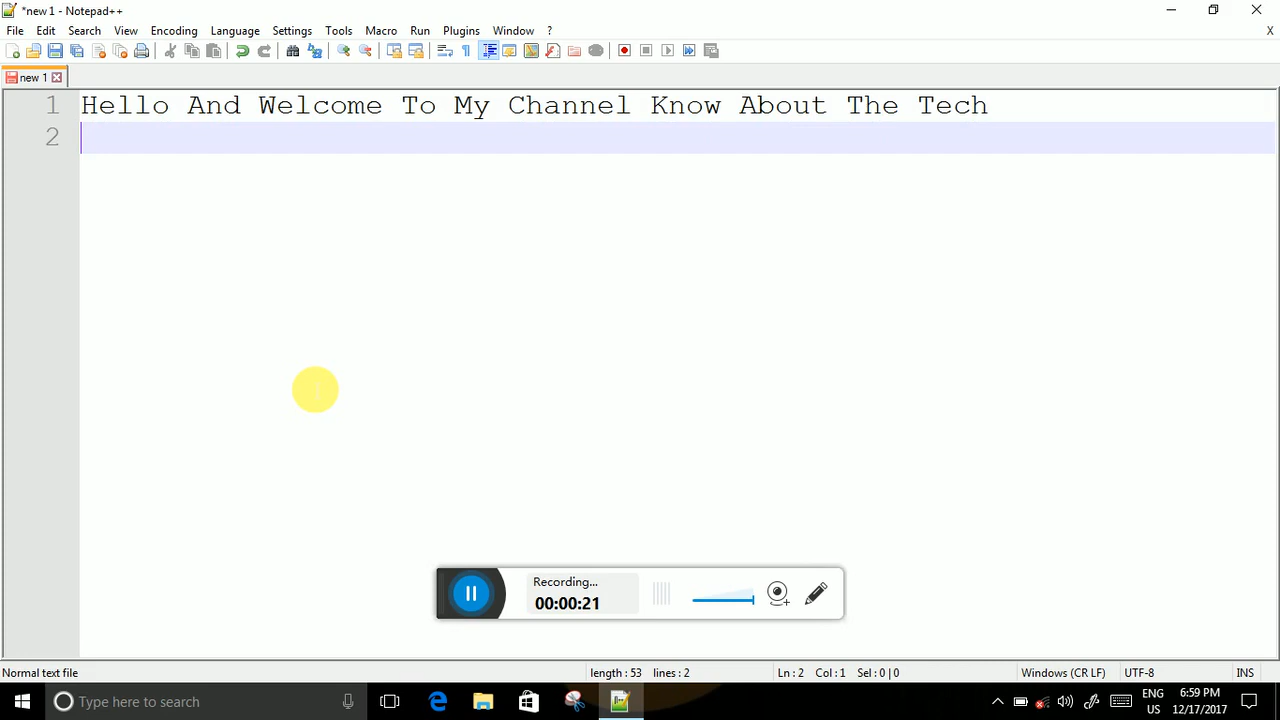 *new 1 - Notepad++
File Edit Search View Encoding Language Settings Tools Macro Run Plugins Window ? X
new 1
1 Hello And Welcome To My Channel Know About The Tech
2
Recording...
00:00:21
Normal text file length : 53 lines : 2 Ln : 2 Col : 1 Sel : 0 | 0 Windows (CR LF) UTF-8 INS
Type here to search ENG 6:59 PM
US 12/17/2017